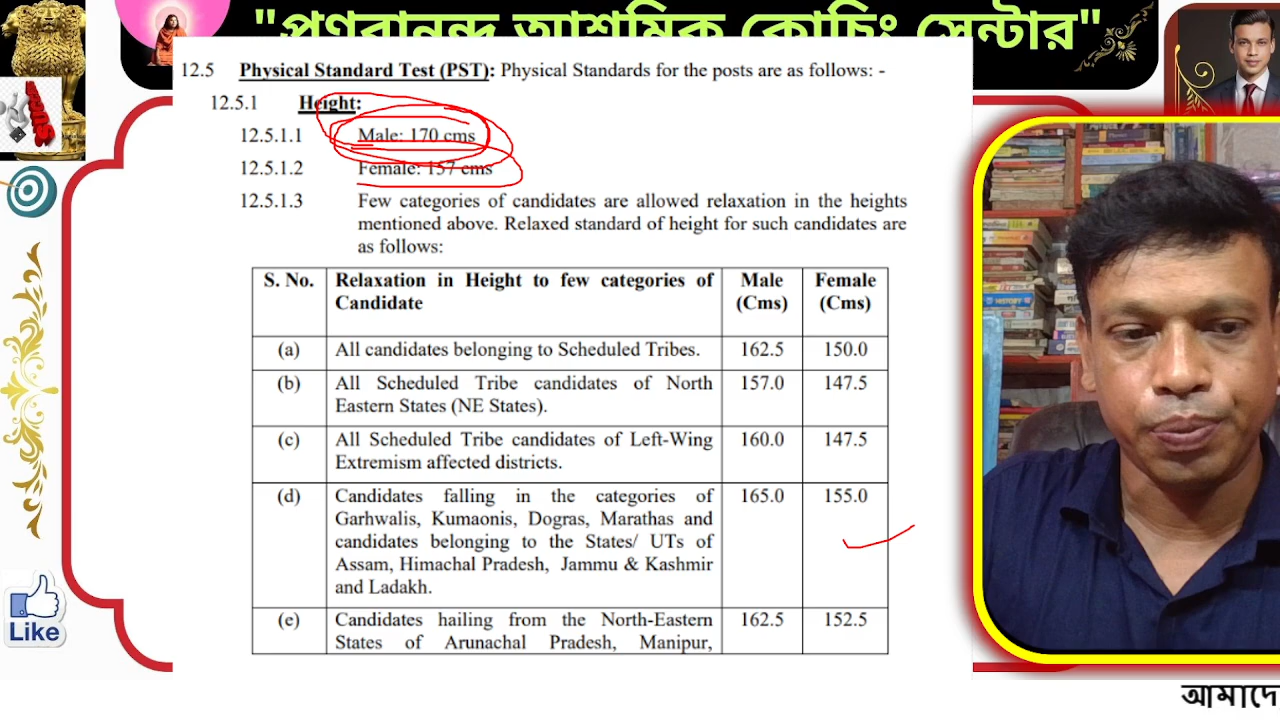 "প্রণবানন্দ আশ্রমিক কোচিং সেন্টার"
12.5 Physical Standard Test (PST): Physical Standards for the posts are as follows: -
12.5.1 Height:
12.5.1.1 Male: 170 cms
12.5.1.2 Female: 157 cms
12.5.1.3 Few categories of candidates are allowed relaxation in the heights
mentioned above. Relaxed standard of height for such candidates are
as follows:
S. No. Relaxation in Height to few categories of Male Female
Candidate (Cms) (Cms)
(a) All candidates belonging to Scheduled Tribes. 162.5 150.0
(b) All Scheduled Tribe candidates of North 157.0 147.5
Eastern States (NE States).
(c) All Scheduled Tribe candidates of Left-Wing 160.0 147.5
Extremism affected districts.
(d) Candidates falling in the categories of 165.0 155.0
Garhwalis, Kumaonis, Dogras, Marathas and
candidates belonging to the States/ UTs of
Assam, Himachal Pradesh, Jammu & Kashmir
and Ladakh.
(e) Candidates hailing from the North-Eastern 162.5 152.5
States of Arunachal Pradesh, Manipur,
Like
HISTORY
আমাদে